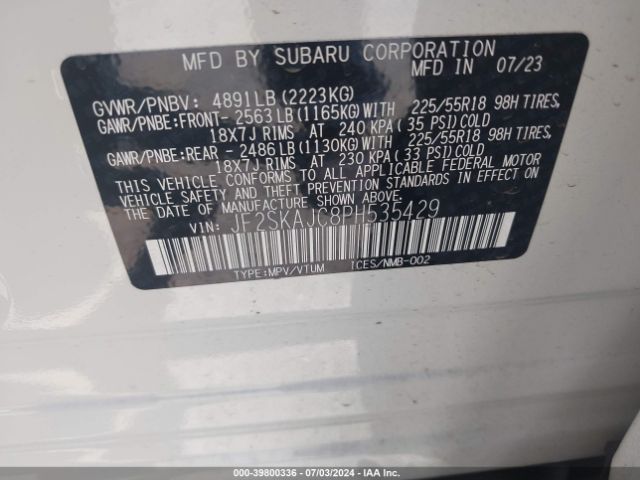 MFD BY SUBARU CORPORATION
MFD IN 07/23
GVWR/PNBV: 4891LB(2223KG)
GAWR/PNBE:FRONT-2563LB(1165KG)WITH 225/55R18 98H TIRES,
18X7J RIMS AT 240 KPA(35 PSI)COLD
GAWR/PNBE:REAR -2486LB(1130KG)WITH 225/55R18 98H TIRES,
18X7J RIMS AT 230 KPA(33 PSI)COLD
THIS VEHICLE CONFORMS TO ALL APPLICABLE FEDERAL MOTOR
VEHICLE SAFETY AND THEFT PREVENTION STANDARDS IN EFFECT ON
THE DATE OF MANUFACTURE SHOWN ABOVE.
VIN: JF2SKAJC8PH535429
TYPE:MPV/VTUM ICES/NMB-002
000-39800336 - 07/03/2024 - IAA Inc.